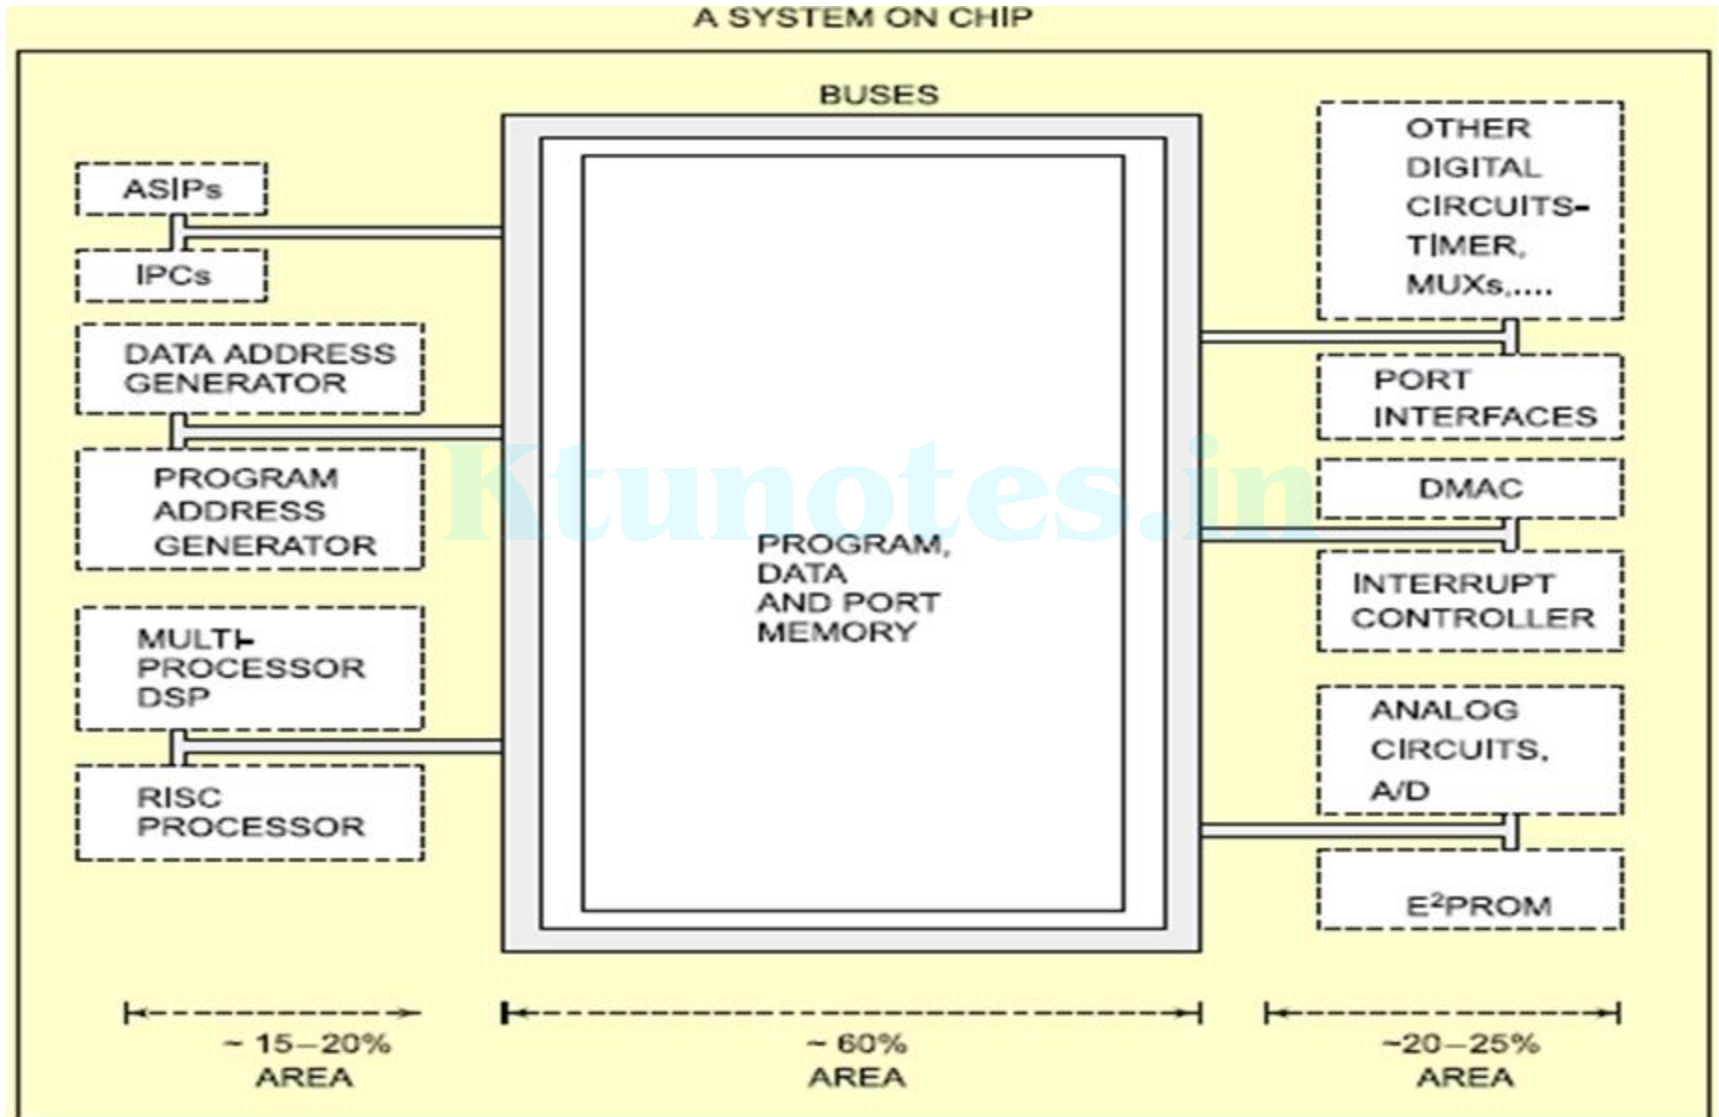 A SYSTEM ON CHIP
BUSES
ASIPs
IPCs
DATA ADDRESS
GENERATOR
PROGRAM
ADDRESS
GENERATOR
MULTI-
PROCESSOR
DSP
RISC
PROCESSOR
PROGRAM,
DATA
AND PORT
MEMORY
Ktunotes.in
OTHER
DIGITAL
CIRCUITS-
TIMER,
MUXs,....
PORT
INTERFACES
DMAC
INTERRUPT
CONTROLLER
ANALOG
CIRCUITS,
A/D
E²PROM
~ 15–20%
AREA
~ 60%
AREA
~20–25%
AREA